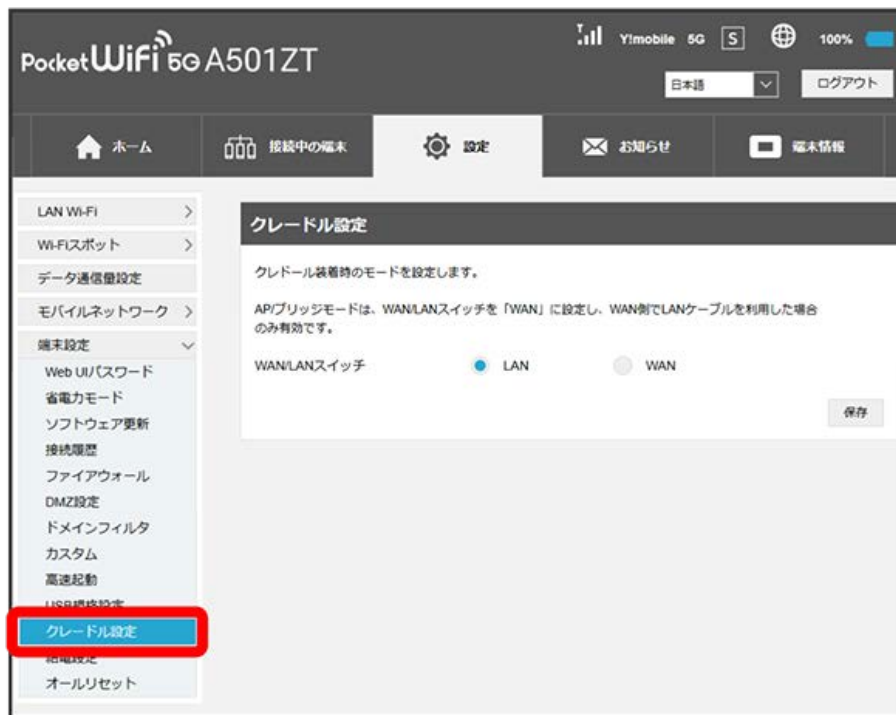 Pocket WiFi 5G A501ZT
Y!mobile 5G S 100%
日本語
ログアウト
ホーム
接続中の端末
設定
お知らせ
端末情報
LAN Wi-Fi
Wi-Fiスポット
データ通信量設定
モバイルネットワーク
端末設定
Web UIパスワード
省電力モード
ソフトウェア更新
接続履歴
ファイアウォール
DMZ設定
ドメインフィルタ
カスタム
高速起動
クレードル設定
オールリセット
クレードル設定
クレドール装着時のモードを設定します。
AP/ブリッジモードは、WAN/LANスイッチを「WAN」に設定し、WAN側でLANケーブルを利用した場合
のみ有効です。
WAN/LANスイッチ
LAN
WAN
保存